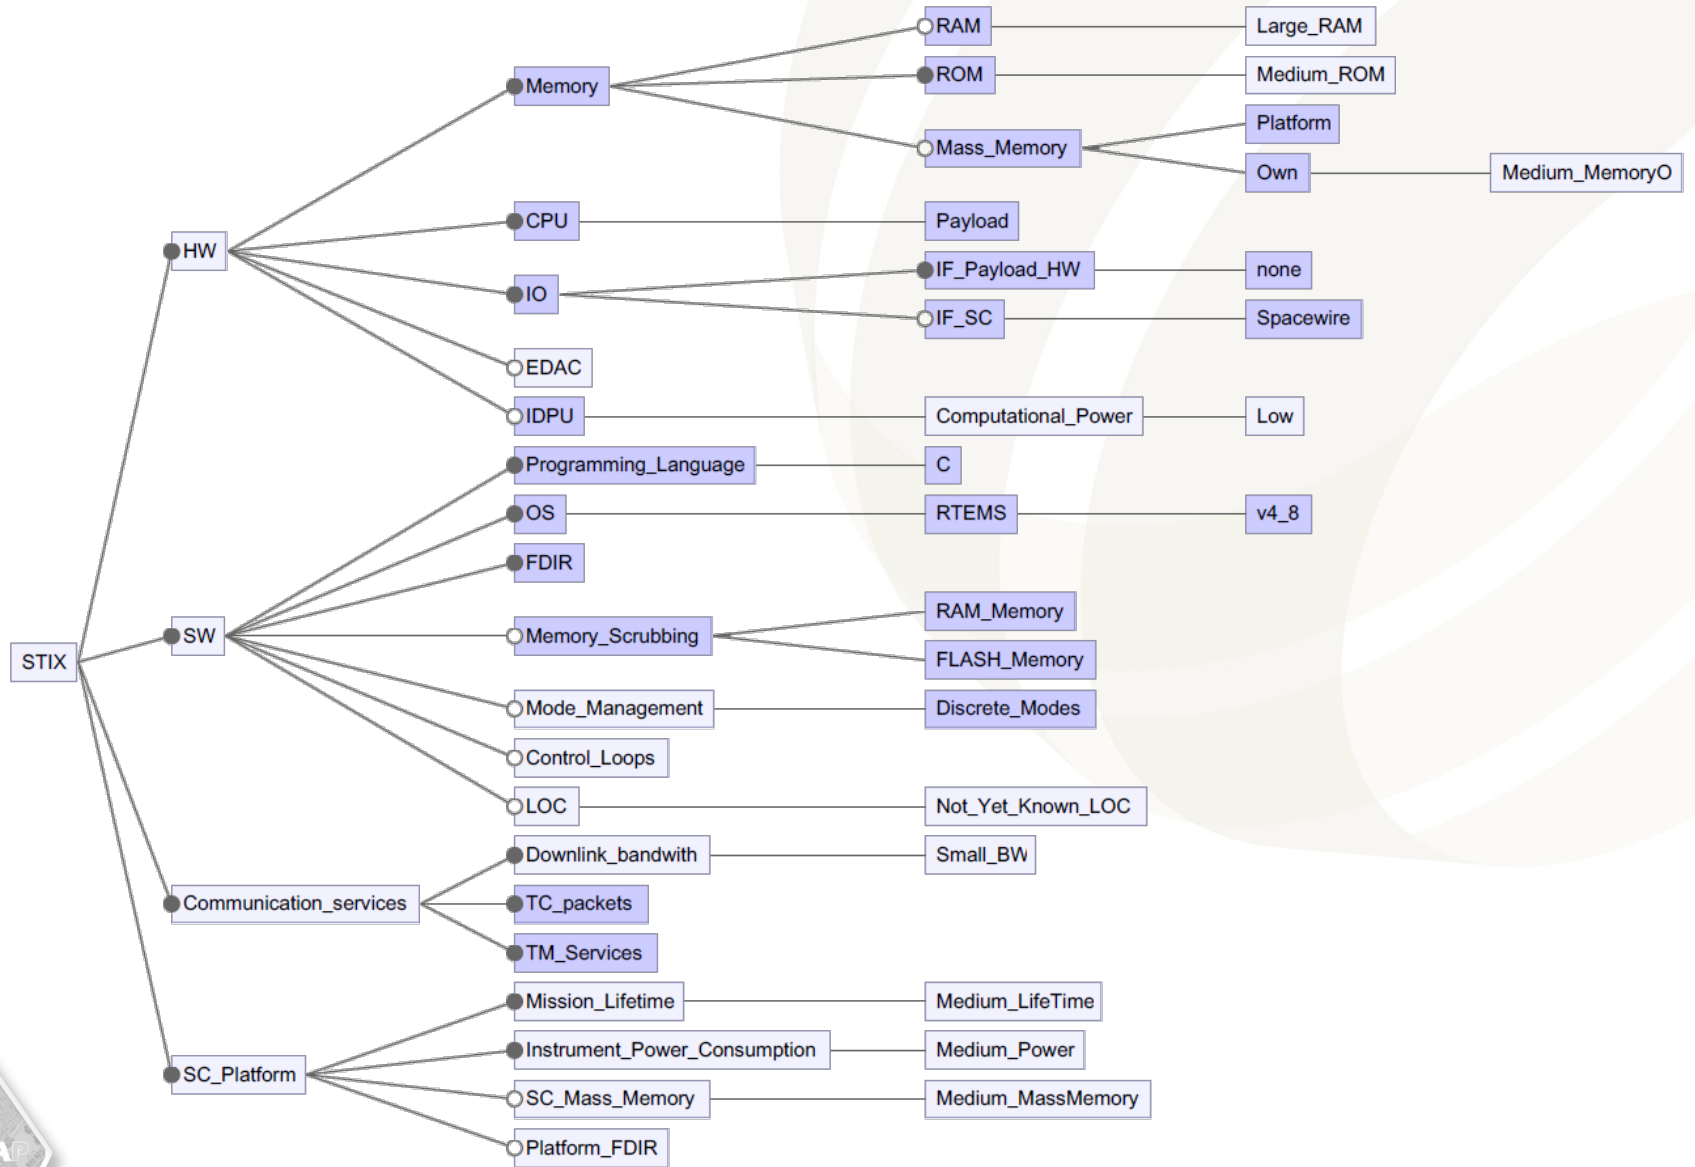 RAM
Large_RAM
ROM
Medium_ROM
Memory
Platform
Mass_Memory
Own
Medium_MemoryO
CPU
Payload
HW
IF_Payload_HW
none
IO
IF_SC
Spacewire
EDAC
IDPU
Computational_Power
Low
Programming_Language
C
OS
RTEMS
v4_8
FDIR
RAM_Memory
SW
Memory_Scrubbing
STIX
FLASH_Memory
Mode_Management
Discrete_Modes
Control_Loops
LOC
Not_Yet_Known_LOC
Downlink_bandwith
Small_BW
Communication_services
TC_packets
TM_Services
Mission_Lifetime
Medium_LifeTime
Instrument_Power_Consumption
Medium_Power
SC_Platform
SC_Mass_Memory
Medium_MassMemory
Platform_FDIR